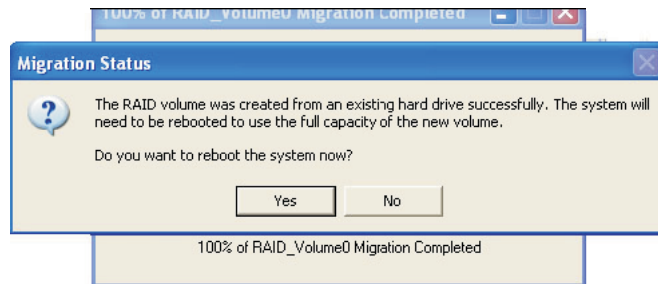 100% of RAID_Volume0 Migration Completed
Migration Status
The RAID volume was created from an existing hard drive successfully. The system will
need to be rebooted to use the full capacity of the new volume.
Do you want to reboot the system now?
Yes
No
100% of RAID_Volume0 Migration Completed